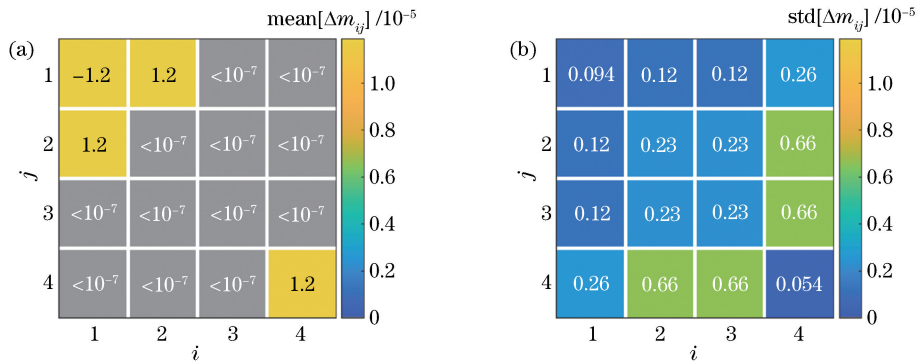 mean[Δm_ij] /10⁻⁵
(a)
1 −1.2 1.2 <10⁻⁷ <10⁻⁷
2 1.2 <10⁻⁷ <10⁻⁷ <10⁻⁷
3 <10⁻⁷ <10⁻⁷ <10⁻⁷ <10⁻⁷
4 <10⁻⁷ <10⁻⁷ <10⁻⁷ 1.2
j
1 2 3 4
i
1.0
0.8
0.6
0.4
0.2
0
std[Δm_ij] /10⁻⁵
(b)
1 0.094 0.12 0.12 0.26
2 0.12 0.23 0.23 0.66
3 0.12 0.23 0.23 0.66
4 0.26 0.66 0.66 0.054
j
1 2 3 4
i
1.0
0.8
0.6
0.4
0.2
0